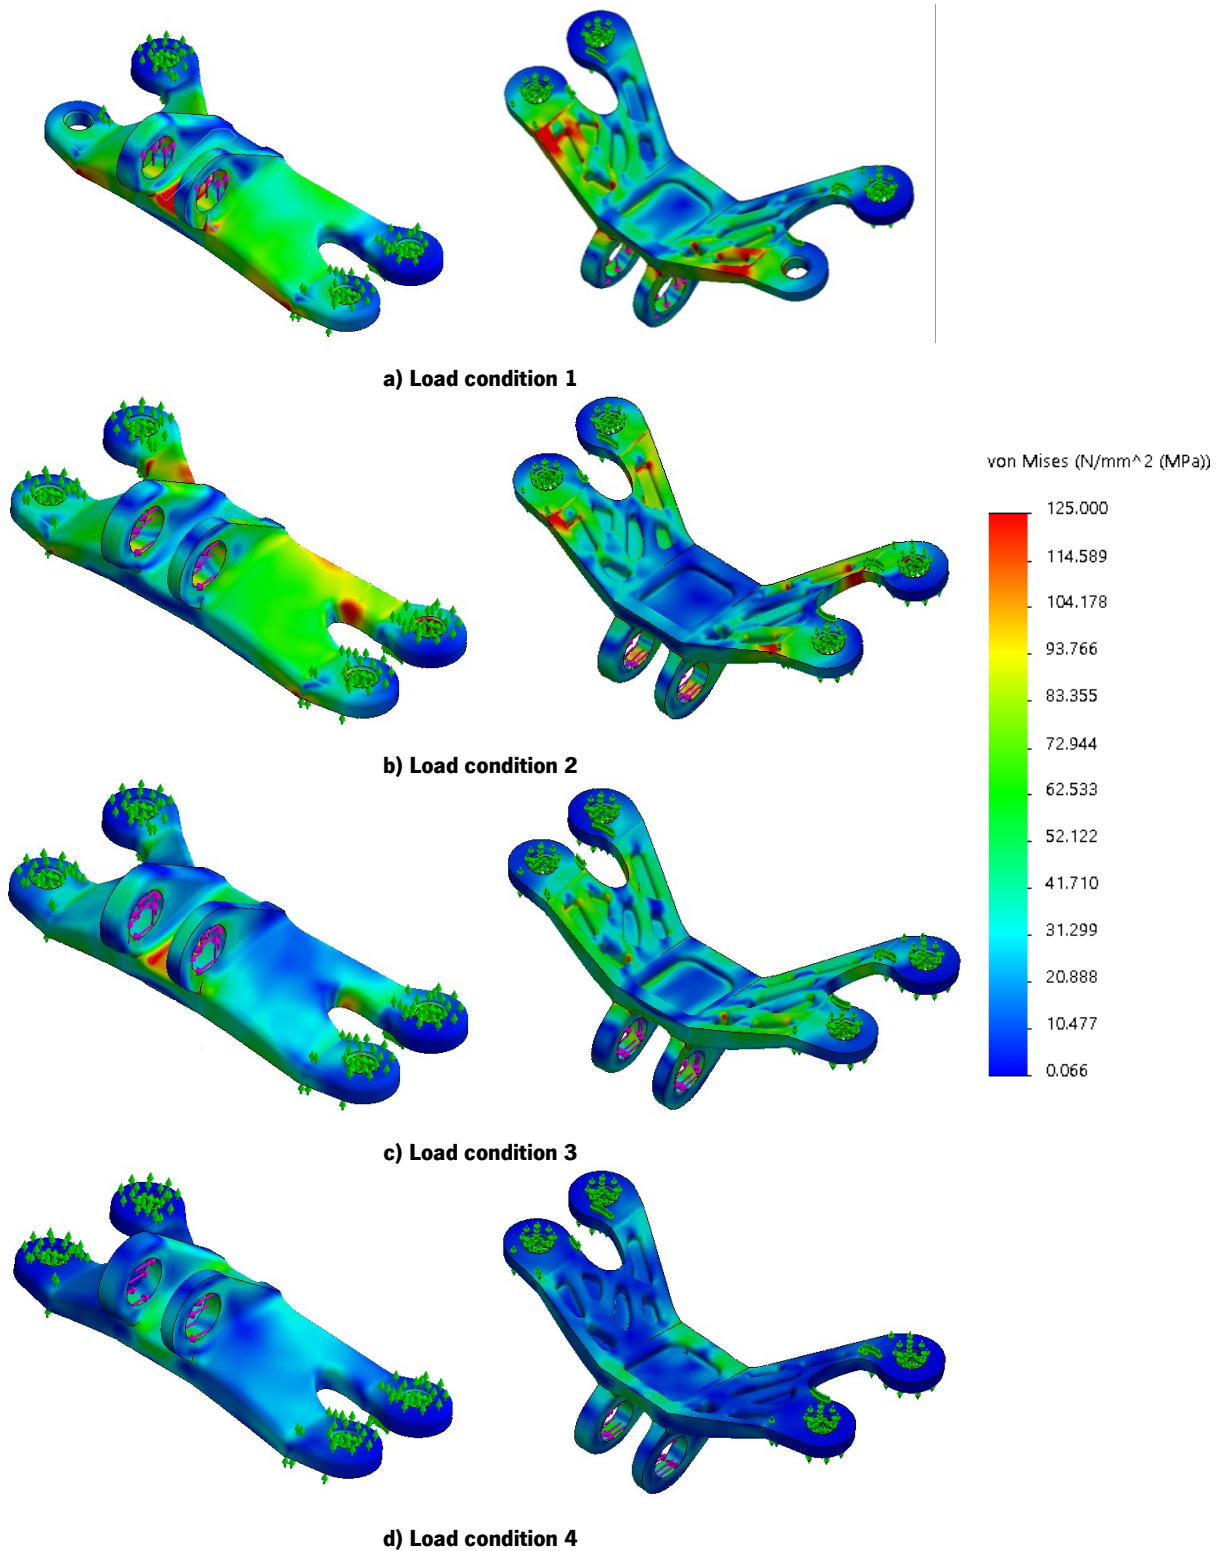 a) Load condition 1
b) Load condition 2
von Mises (N/mm^2 (MPa))
125.000
114.589
104.178
93.766
83.355
72.944
62.533
52.122
41.710
31.299
20.888
10.477
0.066
c) Load condition 3
d) Load condition 4